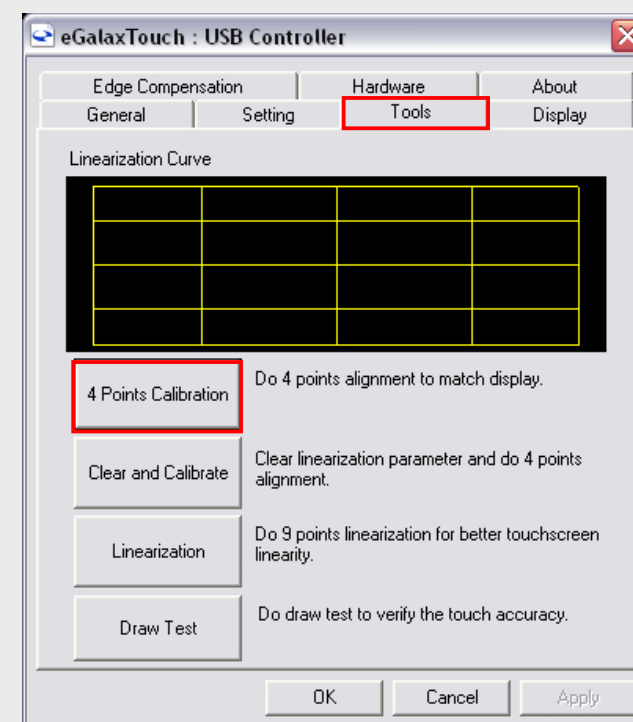 eGalaxTouch : USB Controller
Edge Compensation Hardware About
General Setting Tools Display
Linearization Curve
4 Points Calibration
Do 4 points alignment to match display.
Clear and Calibrate
Clear linearization parameter and do 4 points
alignment.
Linearization
Do 9 points linearization for better touchscreen
linearity.
Draw Test
Do draw test to verify the touch accuracy.
OK Cancel Apply